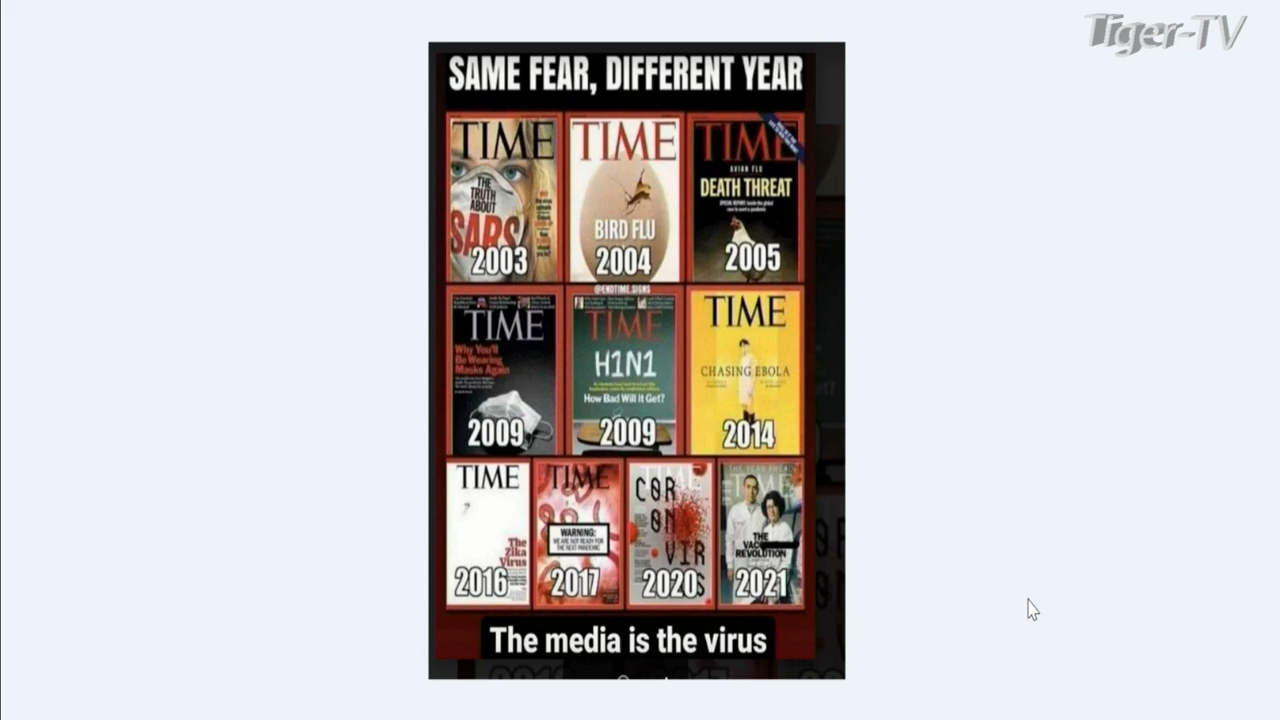 Tiger-TV
SAME FEAR, DIFFERENT YEAR
TIME
THE
TRUTH
ABOUT
SARS
2003
TIME
BIRD FLU
2004
TIME
AVIAN FLU
DEATH THREAT
2005
@ENDTIME.SIGNS
TIME
Why You'll
Be Wearing
Masks Again
2009
TIME
H1N1
How Bad Will it Get?
2009
TIME
CHASING EBOLA
2014
TIME
The
Zika
Virus
2016
TIME
WARNING:
WE ARE NOT READY FOR
THE NEXT PANDEMIC
2017
TIME
COR
ON
VIR
S
2020
THE YEAR AHEAD
TIME
THE
REVOLUTION
2021
The media is the virus